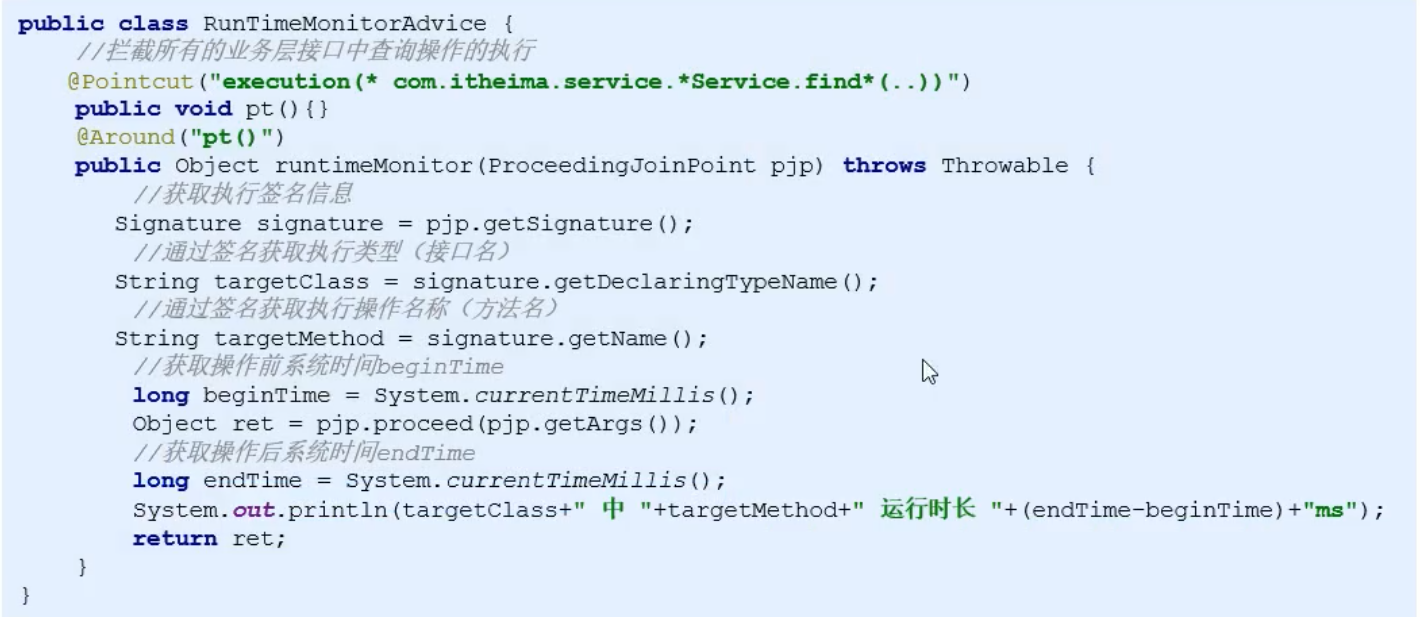 public class RunTimeMonitorAdvice {
//拦截所有的业务层接口中查询操作的执行
@Pointcut("execution(* com.itheima.service.*Service.find*(..))")
public void pt(){}
@Around("pt()")
public Object runtimeMonitor(ProceedingJoinPoint pjp) throws Throwable {
//获取执行签名信息
Signature signature = pjp.getSignature();
//通过签名获取执行类型（接口名）
String targetClass = signature.getDeclaringTypeName();
//通过签名获取执行操作名称（方法名）
String targetMethod = signature.getName();
//获取操作前系统时间beginTime
long beginTime = System.currentTimeMillis();
Object ret = pjp.proceed(pjp.getArgs());
//获取操作后系统时间endTime
long endTime = System.currentTimeMillis();
System.out.println(targetClass+" 中 "+targetMethod+" 运行时长 "+(endTime-beginTime)+"ms");
return ret;
}
}